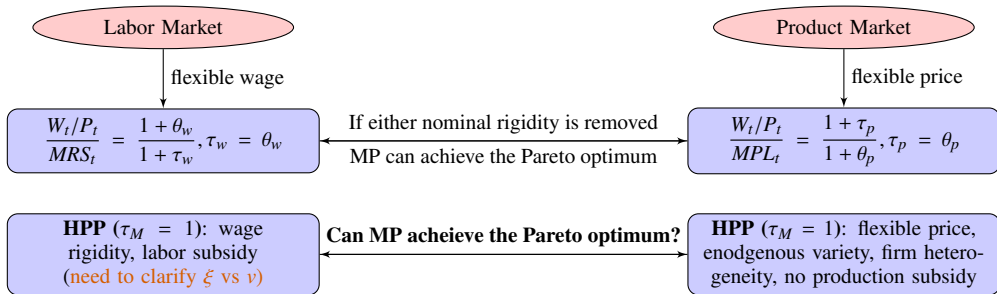 Labor Market
Product Market
flexible wage
flexible price
W_t/P_t / MRS_t = 1 + θ_w / 1 + τ_w, τ_w = θ_w
If either nominal rigidity is removed
MP can achieve the Pareto optimum
W_t/P_t / MPL_t = 1 + τ_p / 1 + θ_p, τ_p = θ_p
HPP (τ_M = 1): wage
rigidity, labor subsidy
(need to clarify ξ vs ν)
Can MP acheieve the Pareto optimum?
HPP (τ_M = 1): flexible price,
enodgenous variety, firm hetero-
geneity, no production subsidy